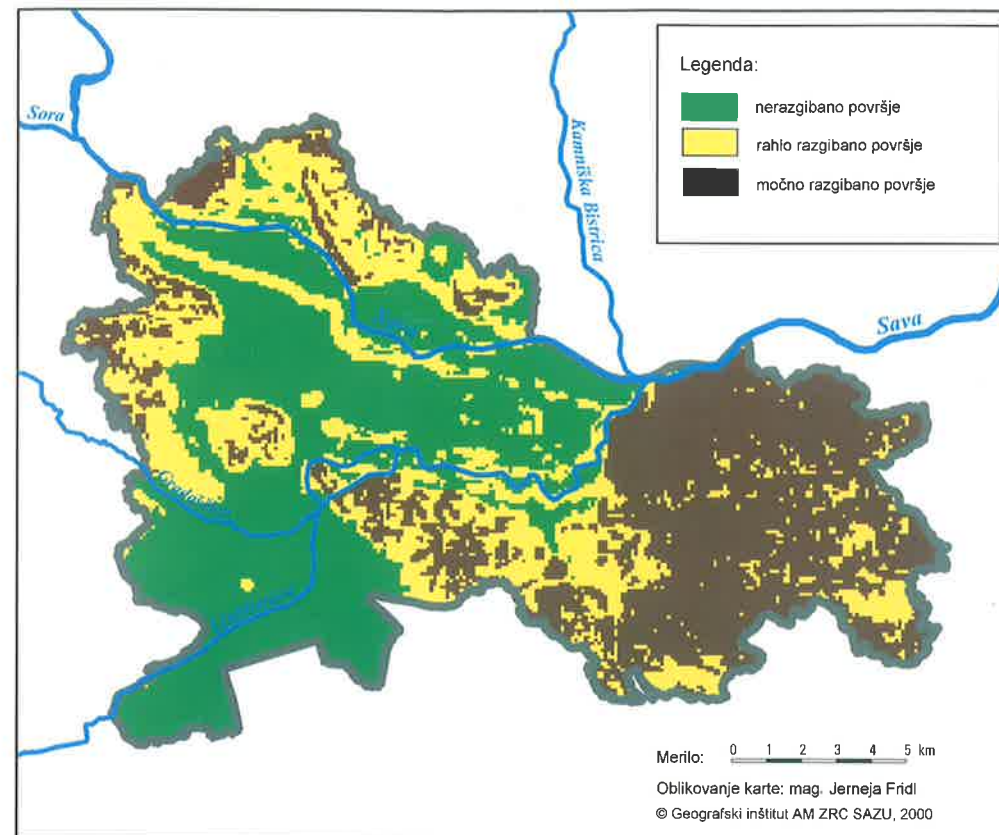 Legenda:
nerazgibano površje
rahlo razgibano površje
močno razgibano površje
Sora
Kamniška Bistrica
Sava
Merilo: 0 1 2 3 4 5 km
Oblikovanje karte: mag. Jerneja Fridl
© Geografski inštitut AM ZRC SAZU, 2000